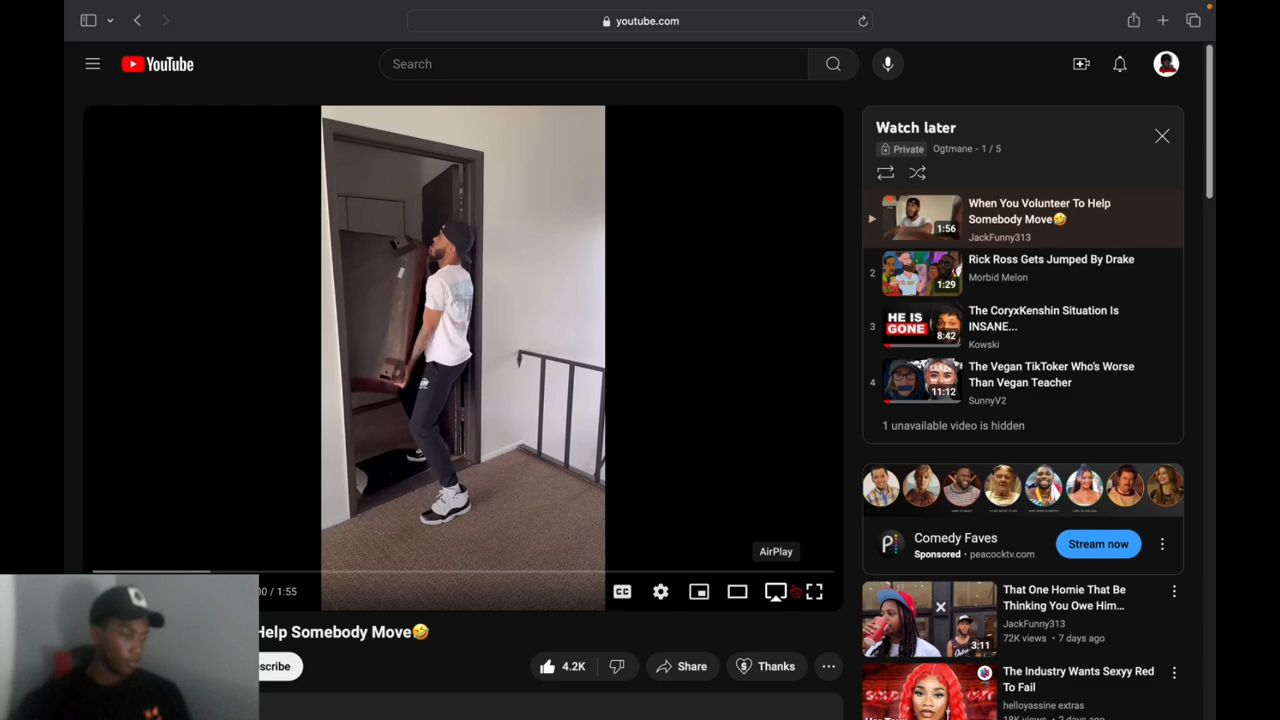 youtube.com
YouTube
Search
Watch later
Private
Ogtmane - 1 / 5
When You Volunteer To Help
Somebody Move🤣
JackFunny313
1:56
2
Rick Ross Gets Jumped By Drake
Morbid Melon
1:29
3
HE IS
GONE
8:42
The CoryxKenshin Situation Is
INSANE...
Kowski
4
11:12
The Vegan TikToker Who's Worse
Than Vegan Teacher
SunnyV2
1 unavailable video is hidden
Comedy Faves
Sponsored • peacocktv.com
Stream now
AirPlay
00 / 1:55
CC
Help Somebody Move🤣
scribe
4.2K
Share
Thanks
3:11
That One Homie That Be
Thinking You Owe Him...
JackFunny313
72K views • 7 days ago
The Industry Wants Sexyy Red
To Fail
helloyassine extras